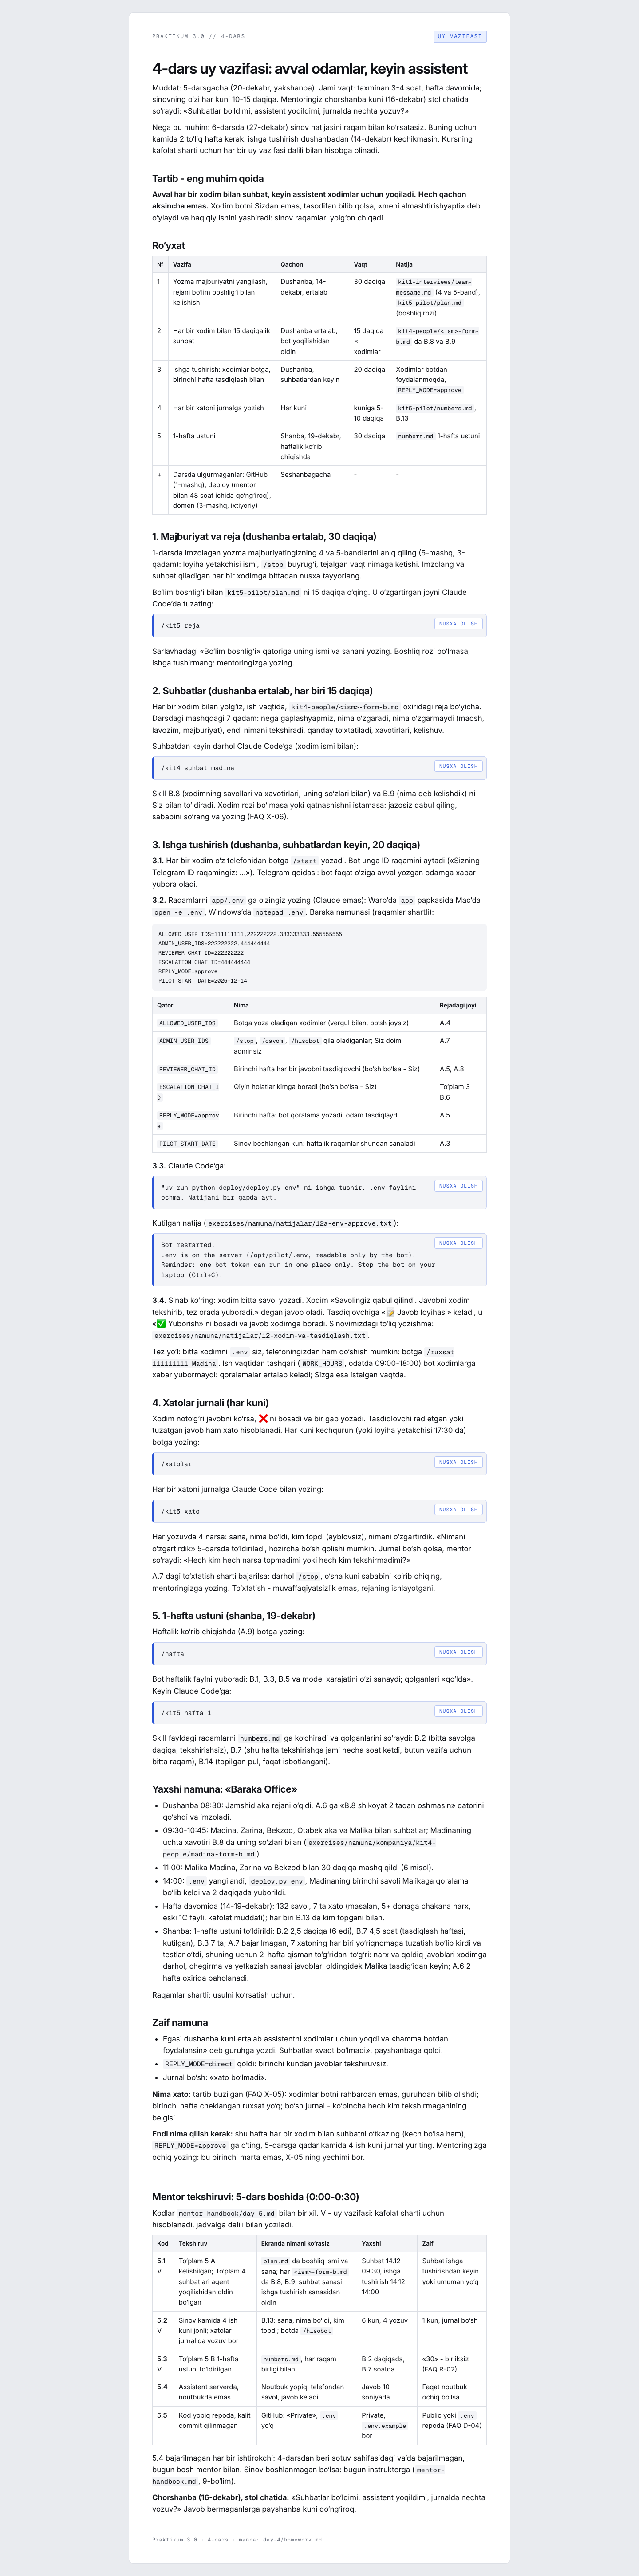 PRAKTIKUM 3.0 // 4-DARS
UY VAZIFASI
4-dars uy vazifasi: avval odamlar, keyin assistent
Muddat: 5-darsgacha (20-dekabr, yakshanba). Jami vaqt: taxminan 3-4 soat, hafta davomida;
sinovning o‘zi har kuni 10-15 daqiqa. Mentoringiz chorshanba kuni (16-dekabr) stol chatida
so‘raydi: «Suhbatlar bo‘ldimi, assistent yoqildimi, jurnalda nechta yozuv?»
Nega bu muhim: 6-darsda (27-dekabr) sinov natijasini raqam bilan ko‘rsatasiz. Buning uchun
kamida 2 to‘liq hafta kerak: ishga tushirish dushanbadan (14-dekabr) kechikmasin. Kursning
kafolat sharti uchun har bir uy vazifasi dalili bilan hisobga olinadi.
Tartib - eng muhim qoida
Avval har bir xodim bilan suhbat, keyin assistent xodimlar uchun yoqiladi. Hech qachon
aksincha emas. Xodim botni Sizdan emas, tasodifan bilib qolsa, «meni almashtirishyapti» deb
o‘ylaydi va haqiqiy ishini yashiradi: sinov raqamlari yolg‘on chiqadi.
Ro‘yxat
№ Vazifa Qachon Vaqt Natija
1 Yozma majburiyatni yangilash, rejani bo‘lim boshlig‘i bilan kelishish Dushanba, 14-dekabr, ertalab 30 daqiqa kit1-interviews/team-message.md (4 va 5-band), kit5-pilot/plan.md (boshliq rozi)
2 Har bir xodim bilan 15 daqiqalik suhbat Dushanba ertalab, bot yoqilishidan oldin 15 daqiqa × xodimlar kit4-people/<ism>-form-b.md da B.8 va B.9
3 Ishga tushirish: xodimlar botga, birinchi hafta tasdiqlash bilan Dushanba, suhbatlardan keyin 20 daqiqa Xodimlar botdan foydalanmoqda, REPLY_MODE=approve
4 Har bir xatoni jurnalga yozish Har kuni kuniga 5-10 daqiqa kit5-pilot/numbers.md, B.13
5 1-hafta ustuni Shanba, 19-dekabr, haftalik ko‘rib chiqishda 30 daqiqa numbers.md 1-hafta ustuni
+ Darsda ulgurmaganlar: GitHub (1-mashq), deploy (mentor bilan 48 soat ichida qo‘ng‘iroq), domen (3-mashq, ixtiyoriy) Seshanbagacha - -
1. Majburiyat va reja (dushanba ertalab, 30 daqiqa)
1-darsda imzolagan yozma majburiyatingizning 4 va 5-bandlarini aniq qiling (5-mashq, 3-
qadam): loyiha yetakchisi ismi, /stop buyrug‘i, tejalgan vaqt nimaga ketishi. Imzolang va
suhbat qiladigan har bir xodimga bittadan nusxa tayyorlang.
Bo‘lim boshlig‘i bilan kit5-pilot/plan.md ni 15 daqiqa o‘qing. U o‘zgartirgan joyni Claude
Code’da tuzating:
/kit5 reja
NUSXA OLISH
Sarlavhadagi «Bo‘lim boshlig‘i» qatoriga uning ismi va sanani yozing. Boshliq rozi bo‘lmasa,
ishga tushirmang: mentoringizga yozing.
2. Suhbatlar (dushanba ertalab, har biri 15 daqiqa)
Har bir xodim bilan yolg‘iz, ish vaqtida, kit4-people/<ism>-form-b.md oxiridagi reja bo‘yicha.
Darsdagi mashqdagi 7 qadam: nega gaplashyapmiz, nima o‘zgaradi, nima o‘zgarmaydi (maosh,
lavozim, majburiyat), endi nimani tekshiradi, qanday to‘xtatiladi, xavotirlari, kelishuv.
Suhbatdan keyin darhol Claude Code’ga (xodim ismi bilan):
/kit4 suhbat madina
NUSXA OLISH
Skill B.8 (xodimning savollari va xavotirlari, uning so‘zlari bilan) va B.9 (nima deb kelishdik) ni
Siz bilan to‘ldiradi. Xodim rozi bo‘lmasa yoki qatnashishni istamasa: jazosiz qabul qiling,
sababini so‘rang va yozing (FAQ X-06).
3. Ishga tushirish (dushanba, suhbatlardan keyin, 20 daqiqa)
3.1. Har bir xodim o‘z telefonidan botga /start yozadi. Bot unga ID raqamini aytadi («Sizning
Telegram ID raqamingiz: ...»). Telegram qoidasi: bot faqat o‘ziga avval yozgan odamga xabar
yubora oladi.
3.2. Raqamlarni app/.env ga o‘zingiz yozing (Claude emas): Warp’da app papkasida Mac’da
open -e .env, Windows’da notepad .env. Baraka namunasi (raqamlar shartli):
ALLOWED_USER_IDS=111111111,222222222,333333333,555555555
ADMIN_USER_IDS=222222222,444444444
REVIEWER_CHAT_ID=222222222
ESCALATION_CHAT_ID=444444444
REPLY_MODE=approve
PILOT_START_DATE=2026-12-14
Qator Nima Rejadagi joyi
ALLOWED_USER_IDS Botga yoza oladigan xodimlar (vergul bilan, bo‘sh joysiz) A.4
ADMIN_USER_IDS /stop, /davom, /hisobot qila oladiganlar; Siz doim adminsiz A.7
REVIEWER_CHAT_ID Birinchi hafta har bir javobni tasdiqlovchi (bo‘sh bo‘lsa - Siz) A.5, A.8
ESCALATION_CHAT_ID Qiyin holatlar kimga boradi (bo‘sh bo‘lsa - Siz) To‘plam 3 B.6
REPLY_MODE=approve Birinchi hafta: bot qoralama yozadi, odam tasdiqlaydi A.5
PILOT_START_DATE Sinov boshlangan kun: haftalik raqamlar shundan sanaladi A.3
3.3. Claude Code’ga:
"uv run python deploy/deploy.py env" ni ishga tushir. .env faylini
ochma. Natijani bir gapda ayt.
NUSXA OLISH
Kutilgan natija (exercises/namuna/natijalar/12a-env-approve.txt):
Bot restarted.
.env is on the server (/opt/pilot/.env, readable only by the bot).
Reminder: one bot token can run in one place only. Stop the bot on your
laptop (Ctrl+C).
NUSXA OLISH
3.4. Sinab ko‘ring: xodim bitta savol yozadi. Xodim «Savolingiz qabul qilindi. Javobni xodim
tekshirib, tez orada yuboradi.» degan javob oladi. Tasdiqlovchiga «📝 Javob loyihasi» keladi, u
«✅ Yuborish» ni bosadi va javob xodimga boradi. Sinovimizdagi to‘liq yozishma:
exercises/namuna/natijalar/12-xodim-va-tasdiqlash.txt.
Tez yo‘l: bitta xodimni .env siz, telefoningizdan ham qo‘shish mumkin: botga /ruxsat
111111111 Madina. Ish vaqtidan tashqari (WORK_HOURS, odatda 09:00-18:00) bot xodimlarga
xabar yubormaydi: qoralamalar ertalab keladi; Sizga esa istalgan vaqtda.
4. Xatolar jurnali (har kuni)
Xodim noto‘g‘ri javobni ko‘rsa, ❌ ni bosadi va bir gap yozadi. Tasdiqlovchi rad etgan yoki
tuzatgan javob ham xato hisoblanadi. Har kuni kechqurun (yoki loyiha yetakchisi 17:30 da)
botga yozing:
/xatolar
NUSXA OLISH
Har bir xatoni jurnalga Claude Code bilan yozing:
/kit5 xato
NUSXA OLISH
Har yozuvda 4 narsa: sana, nima bo‘ldi, kim topdi (ayblovsiz), nimani o‘zgartirdik. «Nimani
o‘zgartirdik» 5-darsda to‘ldiriladi, hozircha bo‘sh qolishi mumkin. Jurnal bo‘sh qolsa, mentor
so‘raydi: «Hech kim hech narsa topmadimi yoki hech kim tekshirmadimi?»
A.7 dagi to‘xtatish sharti bajarilsa: darhol /stop, o‘sha kuni sababini ko‘rib chiqing,
mentoringizga yozing. To‘xtatish - muvaffaqiyatsizlik emas, rejaning ishlayotgani.
5. 1-hafta ustuni (shanba, 19-dekabr)
Haftalik ko‘rib chiqishda (A.9) botga yozing:
/hafta
NUSXA OLISH
Bot haftalik faylni yuboradi: B.1, B.3, B.5 va model xarajatini o‘zi sanaydi; qolganlari «qo‘lda».
Keyin Claude Code’ga:
/kit5 hafta 1
NUSXA OLISH
Skill fayldagi raqamlarni numbers.md ga ko‘chiradi va qolganlarini so‘raydi: B.2 (bitta savolga
daqiqa, tekshirishsiz), B.7 (shu hafta tekshirishga jami necha soat ketdi, butun vazifa uchun
bitta raqam), B.14 (topilgan pul, faqat isbotlangani).
Yaxshi namuna: «Baraka Office»
• Dushanba 08:30: Jamshid aka rejani o‘qidi, A.6 ga «B.8 shikoyat 2 tadan oshmasin» qatorini
qo‘shdi va imzoladi.
• 09:30-10:45: Madina, Zarina, Bekzod, Otabek aka va Malika bilan suhbatlar; Madinaning
uchta xavotiri B.8 da uning so‘zlari bilan (exercises/namuna/kompaniya/kit4-
people/madina-form-b.md).
• 11:00: Malika Madina, Zarina va Bekzod bilan 30 daqiqa mashq qildi (6 misol).
• 14:00: .env yangilandi, deploy.py env, Madinaning birinchi savoli Malikaga qoralama
bo‘lib keldi va 2 daqiqada yuborildi.
• Hafta davomida (14-19-dekabr): 132 savol, 7 ta xato (masalan, 5+ donaga chakana narx,
eski 1C fayli, kafolat muddati); har biri B.13 da kim topgani bilan.
• Shanba: 1-hafta ustuni to‘ldirildi: B.2 2,5 daqiqa (6 edi), B.7 4,5 soat (tasdiqlash haftasi,
kutilgan), B.3 7 ta; A.7 bajarilmagan, 7 xatoning har biri yo‘riqnomaga tuzatish bo‘lib kirdi va
testlar o‘tdi, shuning uchun 2-hafta qisman to‘g‘ridan-to‘g‘ri: narx va qoldiq javoblari xodimga
darhol, chegirma va yetkazish sanasi javoblari oldingidek Malika tasdig‘idan keyin; A.6 2-
hafta oxirida baholanadi.
Raqamlar shartli: usulni ko‘rsatish uchun.
Zaif namuna
• Egasi dushanba kuni ertalab assistentni xodimlar uchun yoqdi va «hamma botdan
foydalansin» deb guruhga yozdi. Suhbatlar «vaqt bo‘lmadi», payshanbaga qoldi.
• REPLY_MODE=direct qoldi: birinchi kundan javoblar tekshiruvsiz.
• Jurnal bo‘sh: «xato bo‘lmadi».
Nima xato: tartib buzilgan (FAQ X-05): xodimlar botni rahbardan emas, guruhdan bilib olishdi;
birinchi hafta cheklangan ruxsat yo‘q; bo‘sh jurnal - ko‘pincha hech kim tekshirmaganining
belgisi.
Endi nima qilish kerak: shu hafta har bir xodim bilan suhbatni o‘tkazing (kech bo‘lsa ham),
REPLY_MODE=approve ga o‘ting, 5-darsga qadar kamida 4 ish kuni jurnal yuriting. Mentoringizga
ochiq yozing: bu birinchi marta emas, X-05 ning yechimi bor.
Mentor tekshiruvi: 5-dars boshida (0:00-0:30)
Kodlar mentor-handbook/day-5.md bilan bir xil. V - uy vazifasi: kafolat sharti uchun
hisoblanadi, jadvalga dalili bilan yoziladi.
Kod Tekshiruv Ekranda nimani ko‘rasiz Yaxshi Zaif
5.1 V To‘plam 5 A kelishilgan; To‘plam 4 suhbatlari agent yoqilishidan oldin bo‘lgan plan.md da boshliq ismi va sana; har <ism>-form-b.md da B.8, B.9; suhbat sanasi ishga tushirish sanasidan oldin Suhbat 14.12 09:30, ishga tushirish 14.12 14:00 Suhbat ishga tushirishdan keyin yoki umuman yo‘q
5.2 V Sinov kamida 4 ish kuni jonli; xatolar jurnalida yozuv bor B.13: sana, nima bo‘ldi, kim topdi; botda /hisobot 6 kun, 4 yozuv 1 kun, jurnal bo‘sh
5.3 V To‘plam 5 B 1-hafta ustuni to‘ldirilgan numbers.md, har raqam birligi bilan B.2 daqiqada, B.7 soatda «30» - birliksiz (FAQ R-02)
5.4 Assistent serverda, noutbukda emas Noutbuk yopiq, telefondan savol, javob keladi Javob 10 soniyada Faqat noutbuk ochiq bo‘lsa
5.5 Kod yopiq repoda, kalit commit qilinmagan GitHub: «Private», .env yo‘q Private, .env.example bor Public yoki .env repoda (FAQ D-04)
5.4 bajarilmagan har bir ishtirokchi: 4-darsdan beri sotuv sahifasidagi va’da bajarilmagan,
bugun bosh mentor bilan. Sinov boshlanmagan bo‘lsa: bugun instruktorga (mentor-
handbook.md, 9-bo‘lim).
Chorshanba (16-dekabr), stol chatida: «Suhbatlar bo‘ldimi, assistent yoqildimi, jurnalda nechta
yozuv?» Javob bermaganlarga payshanba kuni qo‘ng‘iroq.
Praktikum 3.0 · 4-dars · manba: day-4/homework.md